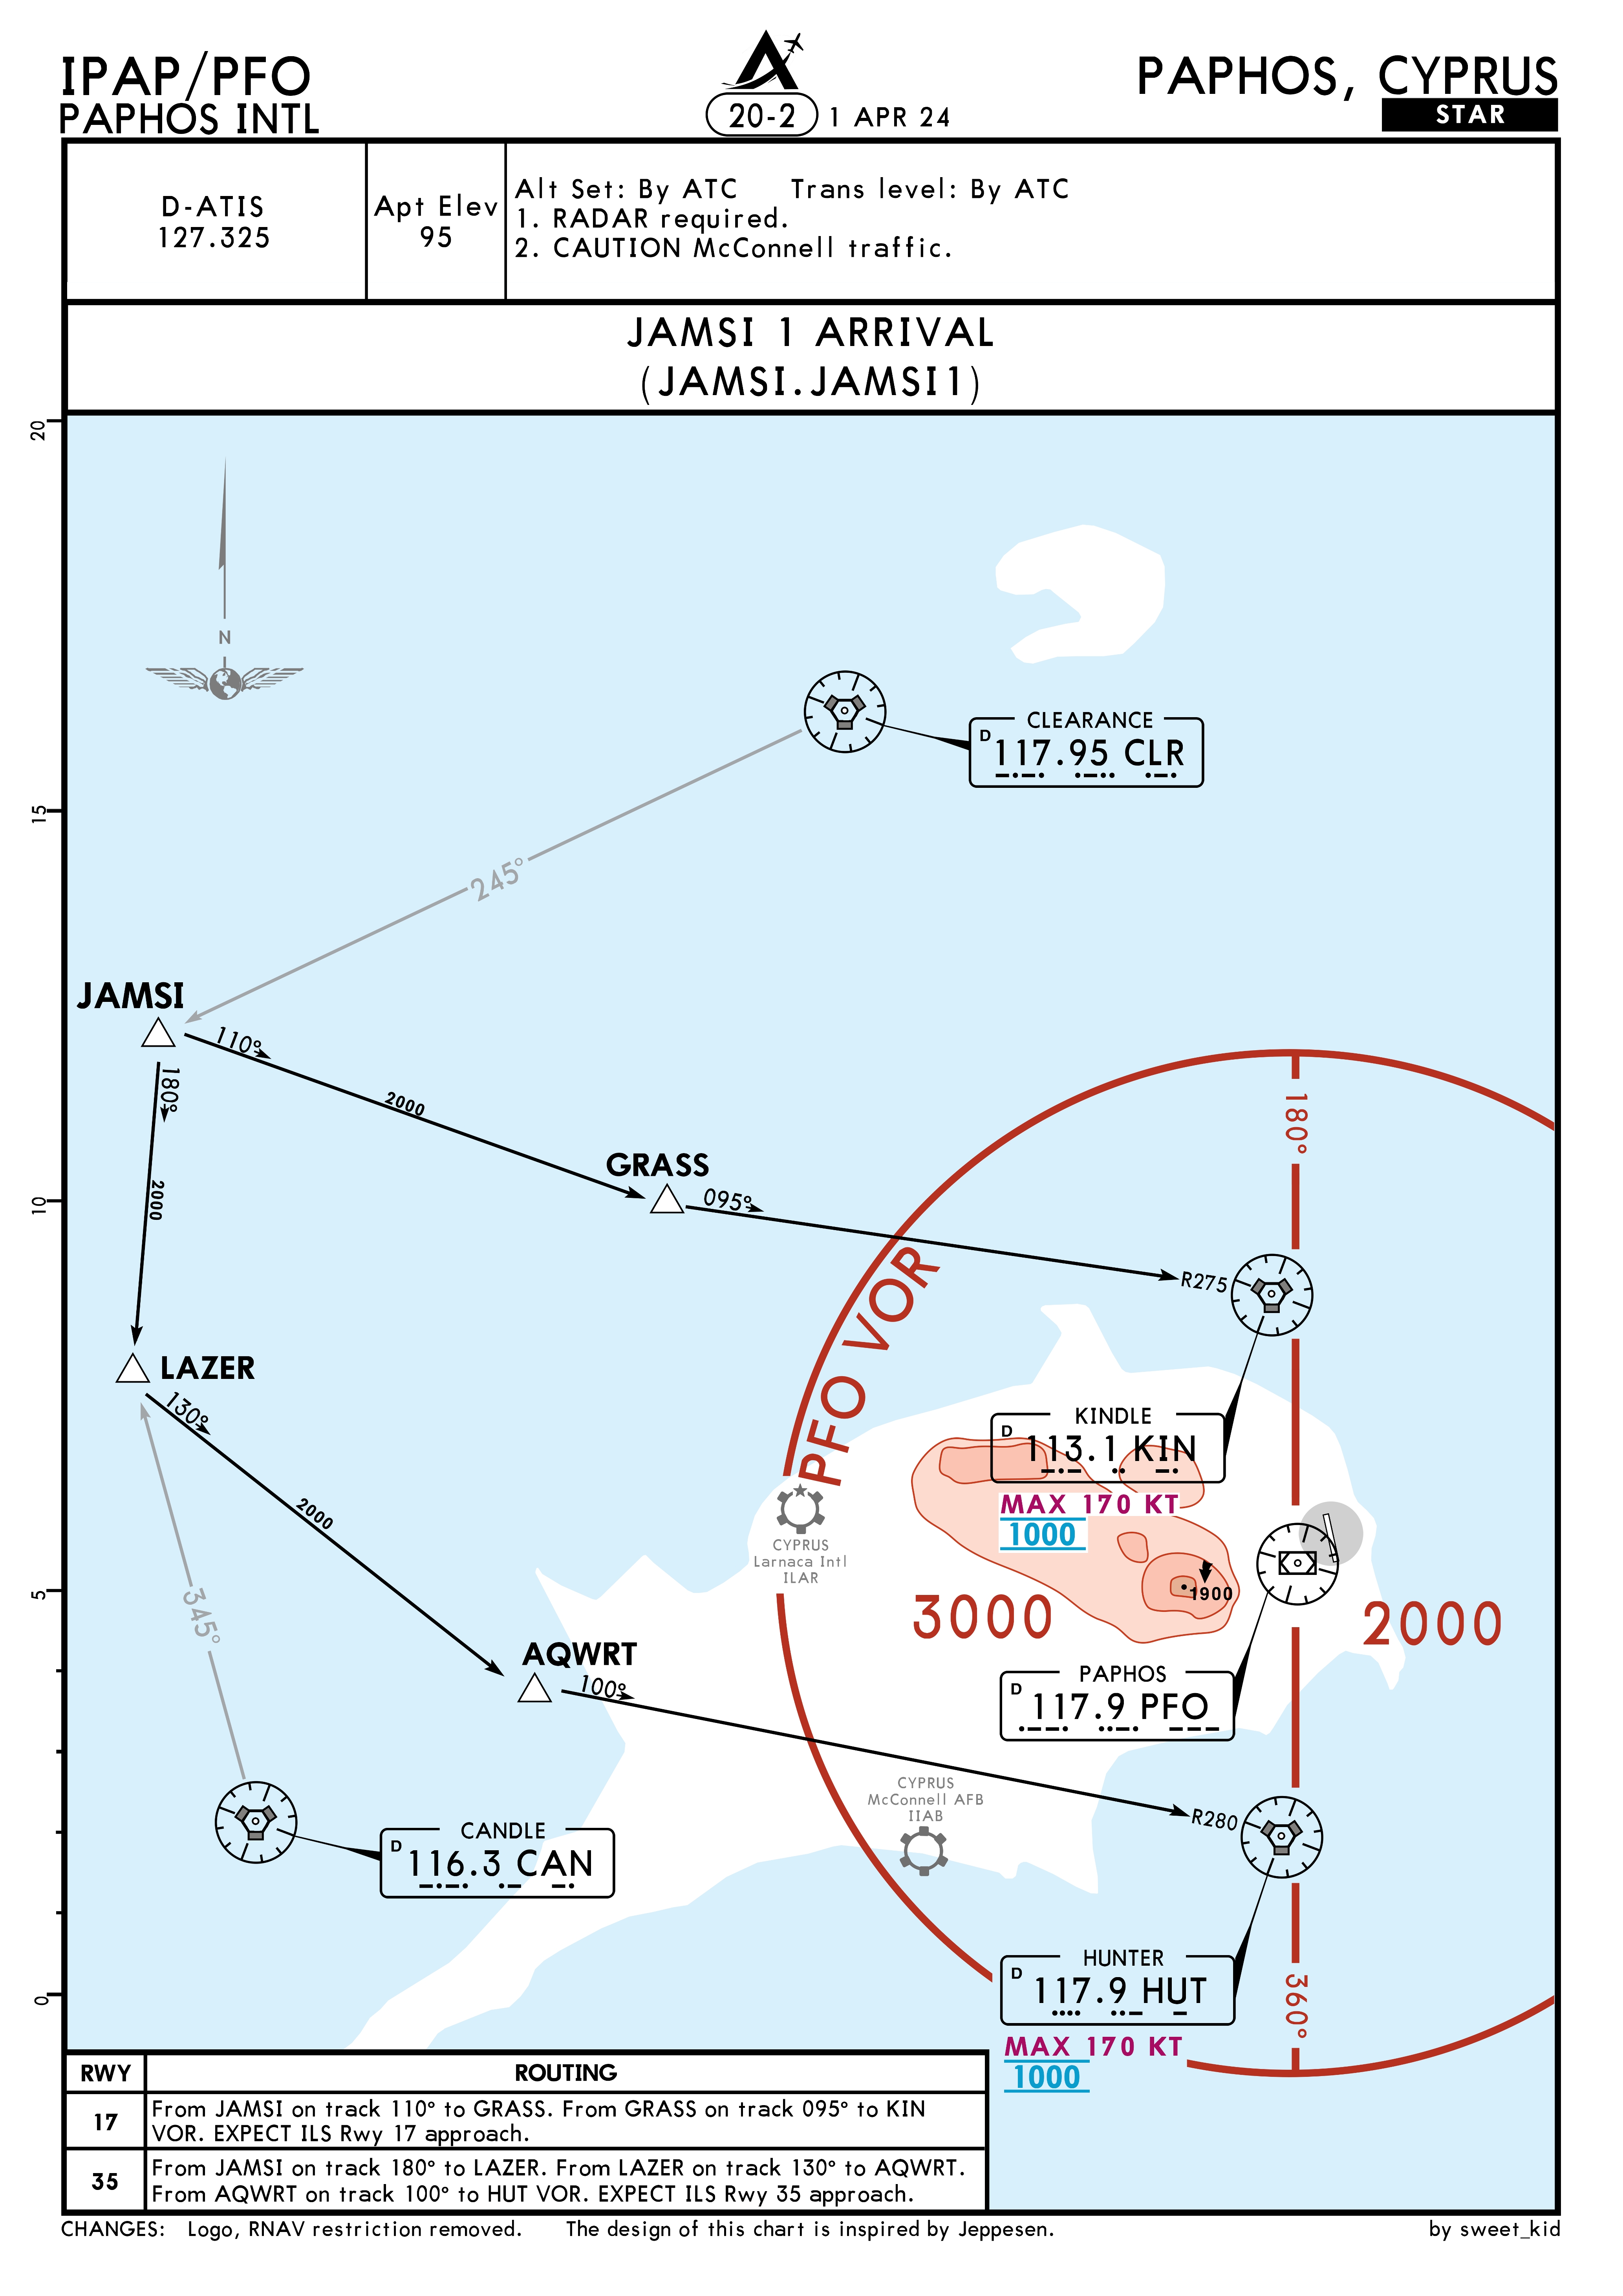 IPAP/PFO
PAPHOS INTL
20-2
1 APR 24
PAPHOS, CYPRUS
STAR
D-ATIS
127.325
Apt Elev
95
Alt Set: By ATC Trans level: By ATC
1. RADAR required.
2. CAUTION McConnell traffic.
JAMSI 1 ARRIVAL
(JAMSI.JAMSI1)
20
15
10
5
0
N
CLEARANCE
D 117.95 CLR
245°
JAMSI
110°
2000
180°
2000
GRASS
095°
R275
180°
PFO VOR
LAZER
130°
2000
KINDLE
D 113.1 KIN
MAX 170 KT
1000
CYPRUS
Larnaca Intl
ILAR
1900
3000
2000
345°
AQWRT
100°
PAPHOS
D 117.9 PFO
CYPRUS
McConnell AFB
IIAB
R280
CANDLE
D 116.3 CAN
HUNTER
D 117.9 HUT
MAX 170 KT
1000
360°
RWY ROUTING
17 From JAMSI on track 110° to GRASS. From GRASS on track 095° to KIN
VOR. EXPECT ILS Rwy 17 approach.
35 From JAMSI on track 180° to LAZER. From LAZER on track 130° to AQWRT.
From AQWRT on track 100° to HUT VOR. EXPECT ILS Rwy 35 approach.
CHANGES: Logo, RNAV restriction removed. The design of this chart is inspired by Jeppesen. by sweet_kid